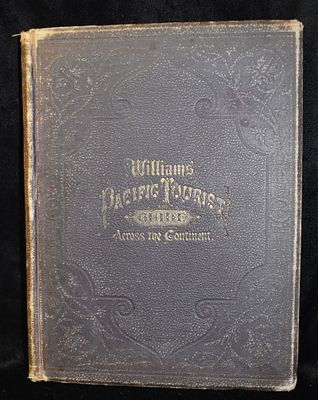 Williams'
Pacific Tourist
GUIDE
Across the Continent.